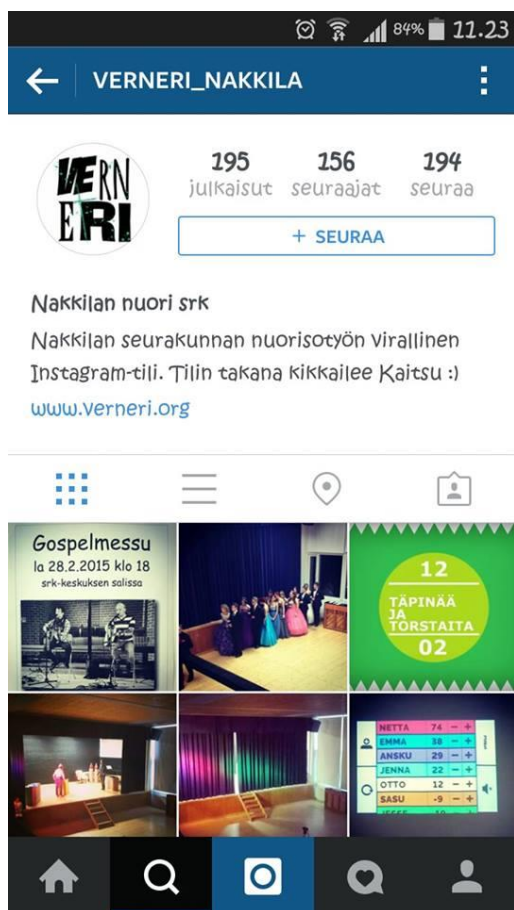 84% 11.23
VERNERI_NAKKILA
VERN
ERI
195 156 194
julkaisut seuraajat seuraa
+ SEURAA
Nakkilan nuori srk
Nakkilan seurakunnan nuorisotyön virallinen
Instagram-tili. Tilin takana kikkailee Kaitsu :)
www.verneri.org
Gospelmessu
la 28.2.2015 klo 18
srk-keskuksen salissa
12
TÄPINÄÄ
JA
TORSTAITA
02
NETTA 74 - +
EMMA 38 - +
ANSKU 29 - +
JENNA 22 - +
OTTO 12 - +
SASU -9 - +